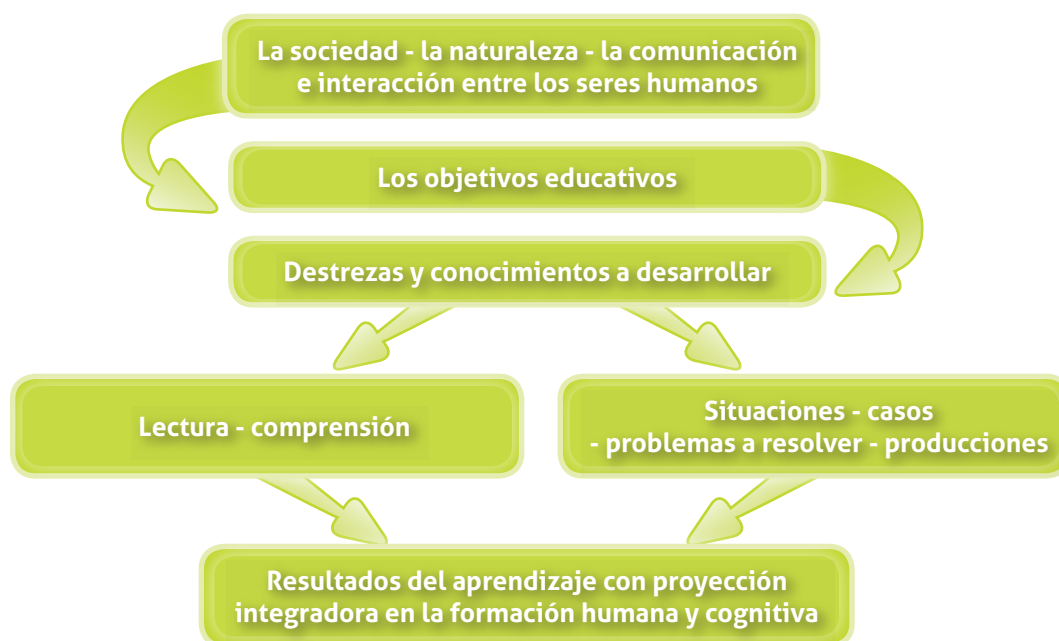 La sociedad - la naturaleza - la comunicación
e interacción entre los seres humanos
Los objetivos educativos
Destrezas y conocimientos a desarrollar
Lectura - comprensión
Situaciones - casos
- problemas a resolver - producciones
Resultados del aprendizaje con proyección
integradora en la formación humana y cognitiva